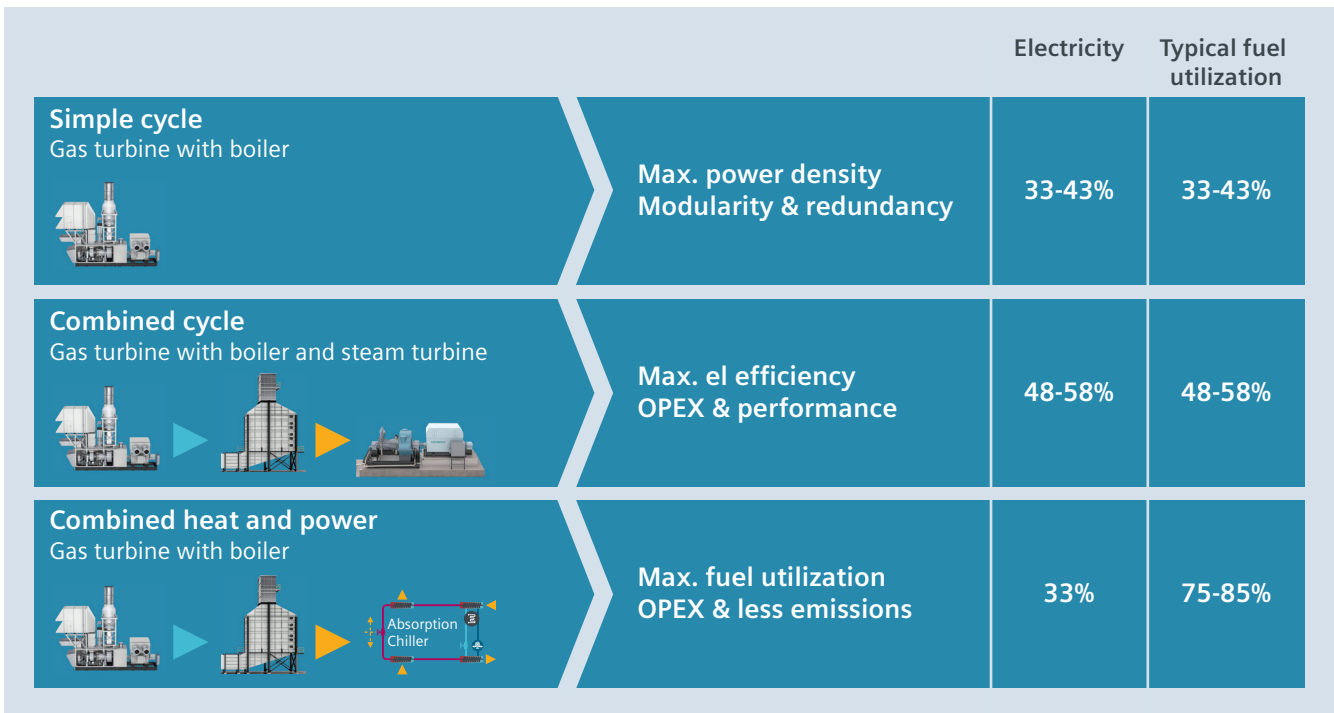 Electricity
Typical fuel
utilization
Simple cycle
Gas turbine with boiler
Max. power density
Modularity & redundancy
33-43%
33-43%
Combined cycle
Gas turbine with boiler and steam turbine
Max. el efficiency
OPEX & performance
48-58%
48-58%
Combined heat and power
Gas turbine with boiler
Absorption
Chiller
Max. fuel utilization
OPEX & less emissions
33%
75-85%